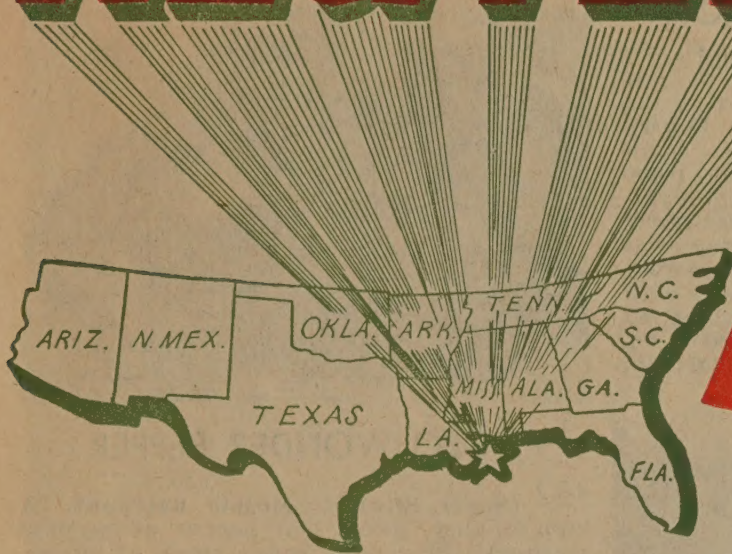 ARIZ. N.MEX. OKLA. ARK. TENN. N.C.
S.C.
TEXAS LA. MISS. ALA. GA.
FLA.